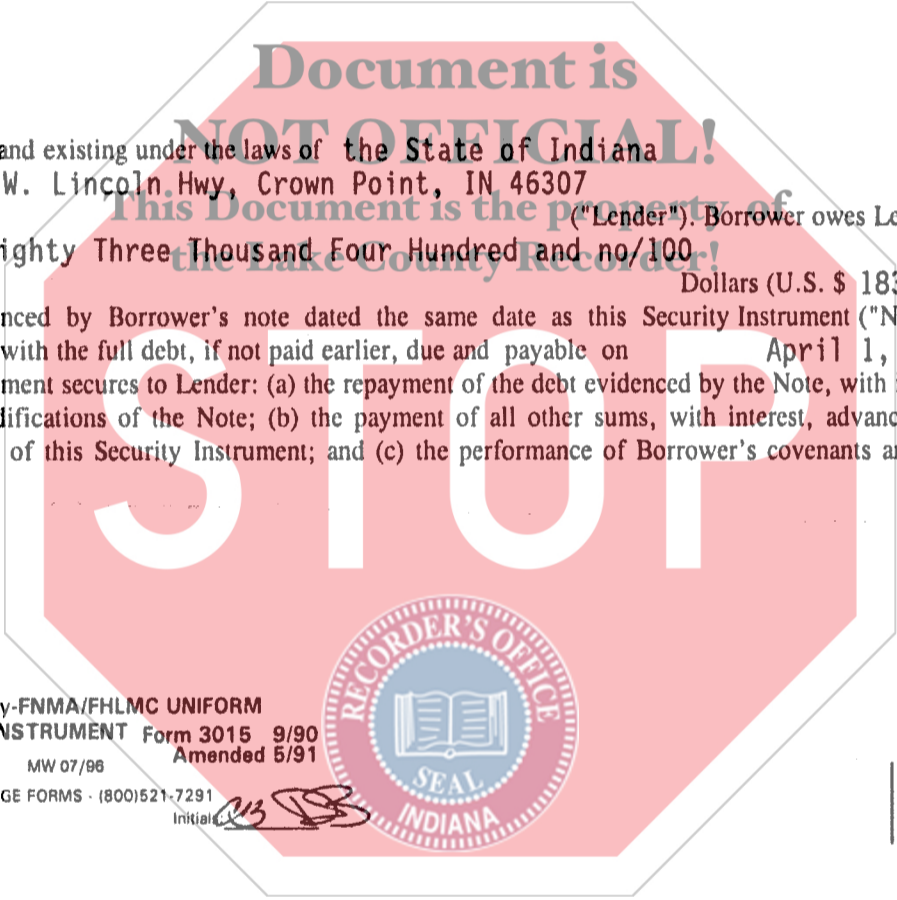 Document is
NOT OFFICIAL!
and existing under the laws of the State of Indiana
W. Lincoln Hwy, Crown Point, IN 46307
This Document is the property of
("Lender"). Borrower owes Le
ighty Three Thousand Four Hundred and no/100
the Lake County Recorder!
Dollars (U.S. $ 183
nced by Borrower's note dated the same date as this Security Instrument ("N
with the full debt, if not paid earlier, due and payable on April 1,
ment secures to Lender: (a) the repayment of the debt evidenced by the Note, with
difications of the Note; (b) the payment of all other sums, with interest, advanc
of this Security Instrument; and (c) the performance of Borrower's covenants a
STOP
RECORDER'S OFFICE
SEAL
INDIANA
y-FNMA/FHLMC UNIFORM
NSTRUMENT Form 3015 9/90
Amended 5/91
MW 07/96
GE FORMS - (800)521-7291
Initials: